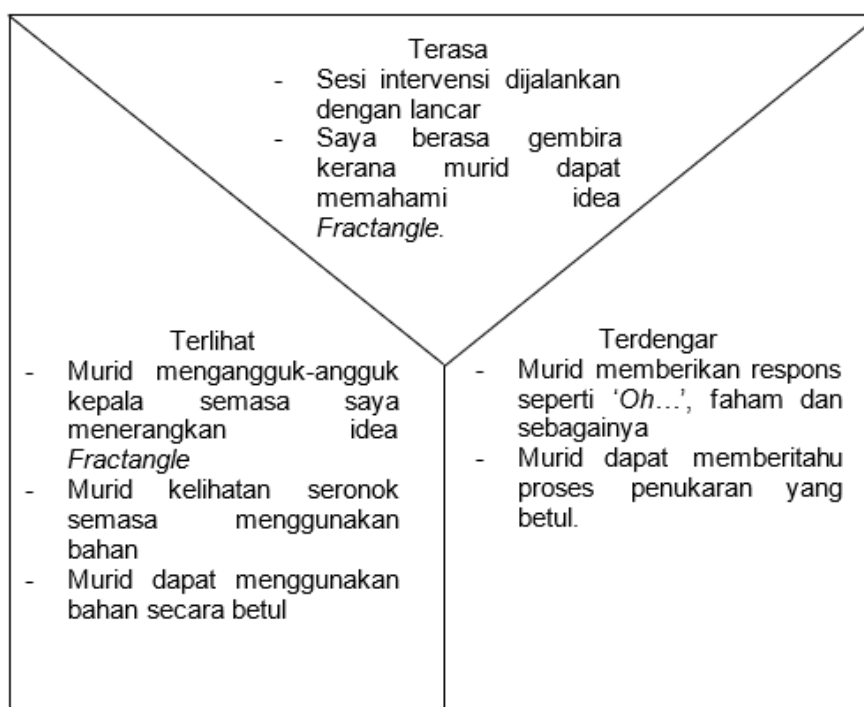 Terasa
- Sesi intervensi dijalankan
dengan lancar
- Saya berasa gembira
kerana murid dapat
memahami idea
Fractangle.
Terlihat
- Murid mengangguk-angguk
kepala semasa saya
menerangkan idea
Fractangle
- Murid kelihatan seronok
semasa menggunakan
bahan
- Murid dapat menggunakan
bahan secara betul
Terdengar
- Murid memberikan respons
seperti ‘Oh…’, faham dan
sebagainya
- Murid dapat memberitahu
proses penukaran yang
betul.